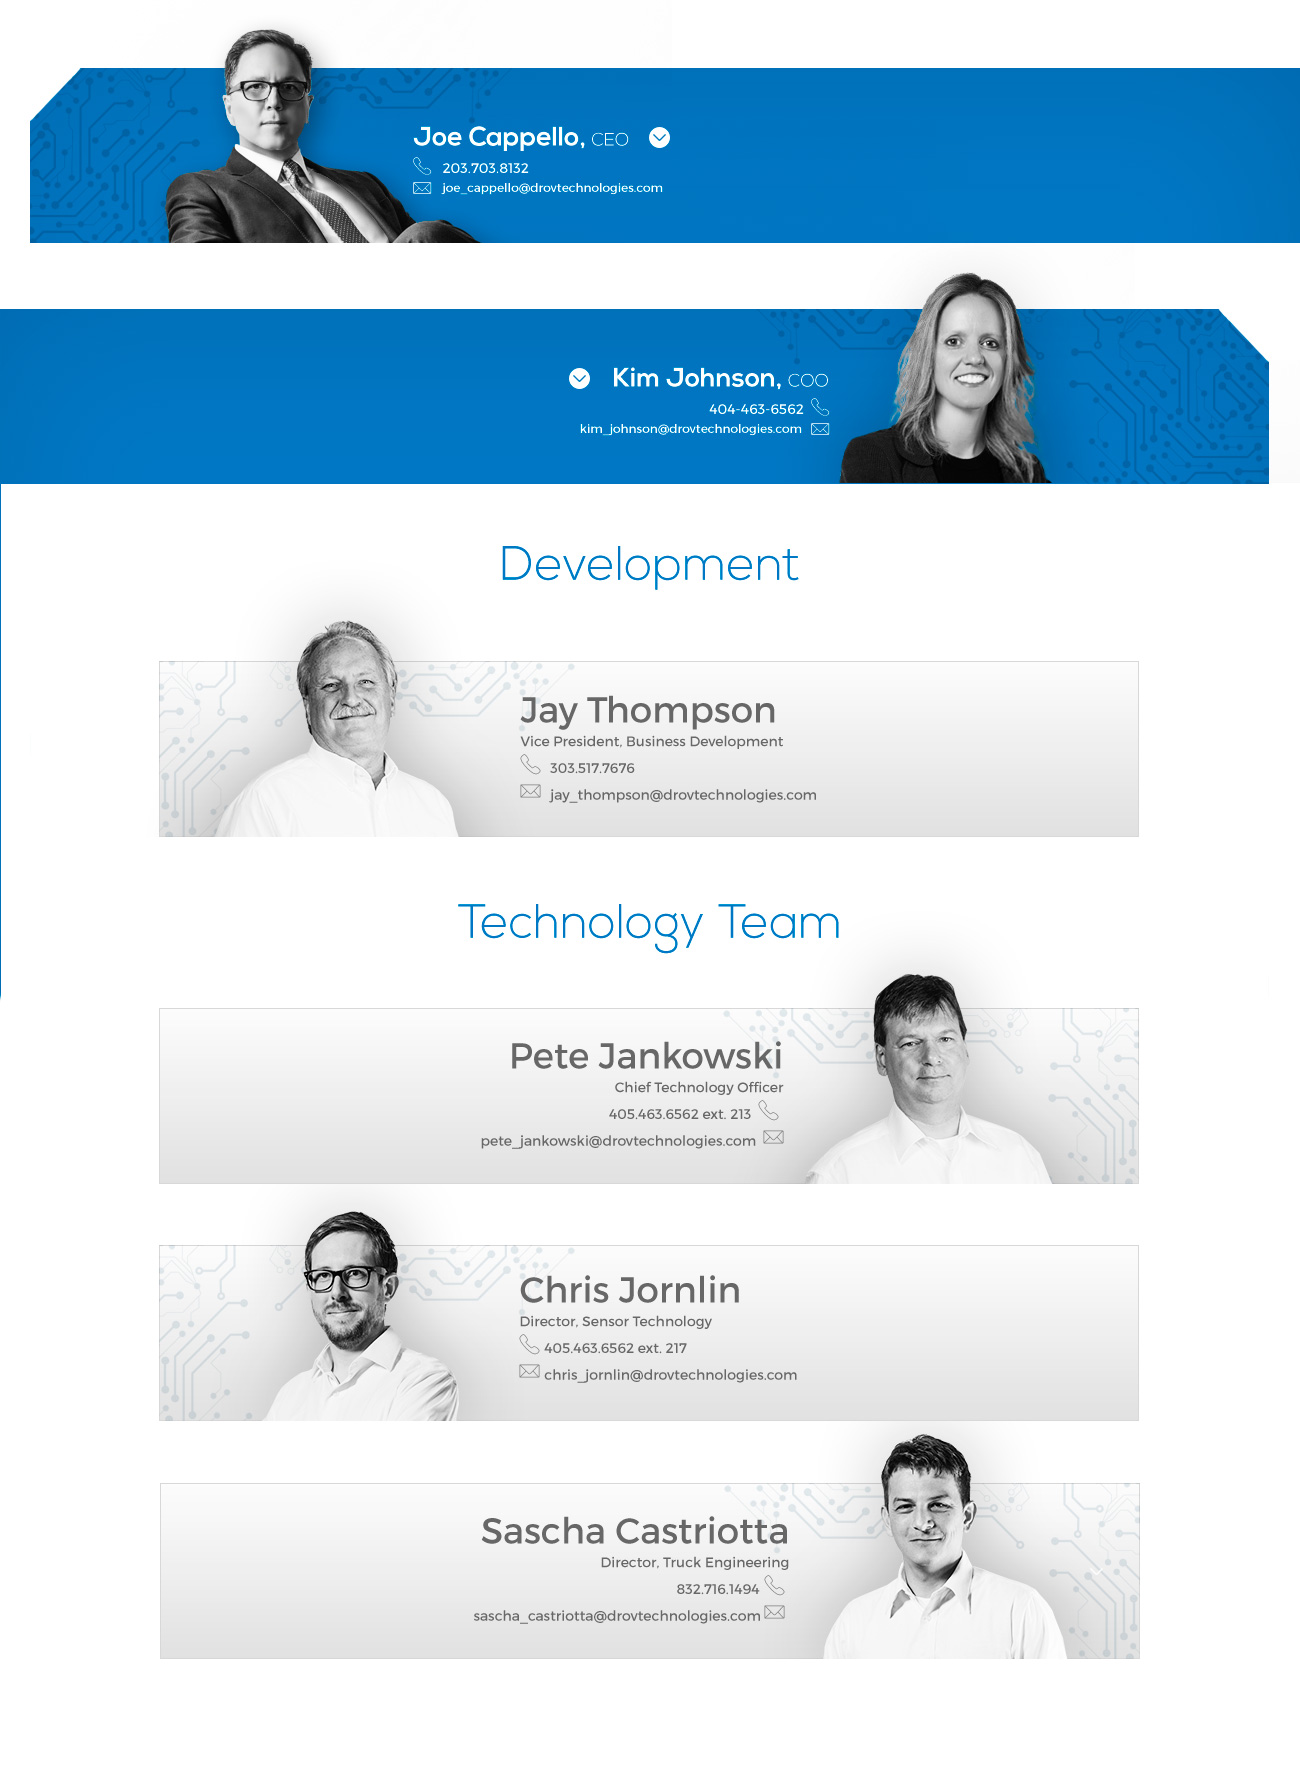 Joe Cappello, CEO
203.703.8132
joe_cappello@drovtechnologies.com
Kim Johnson, COO
404-463-6562
kim_johnson@drovtechnologies.com
Development
Jay Thompson
Vice President, Business Development
303.517.7676
jay_thompson@drovtechnologies.com
Technology Team
Pete Jankowski
Chief Technology Officer
405.463.6562 ext. 213
pete_jankowski@drovtechnologies.com
Chris Jornlin
Director, Sensor Technology
405.463.6562 ext. 217
chris_jornlin@drovtechnologies.com
Sascha Castriotta
Director, Truck Engineering
832.716.1494
sascha_castriotta@drovtechnologies.com